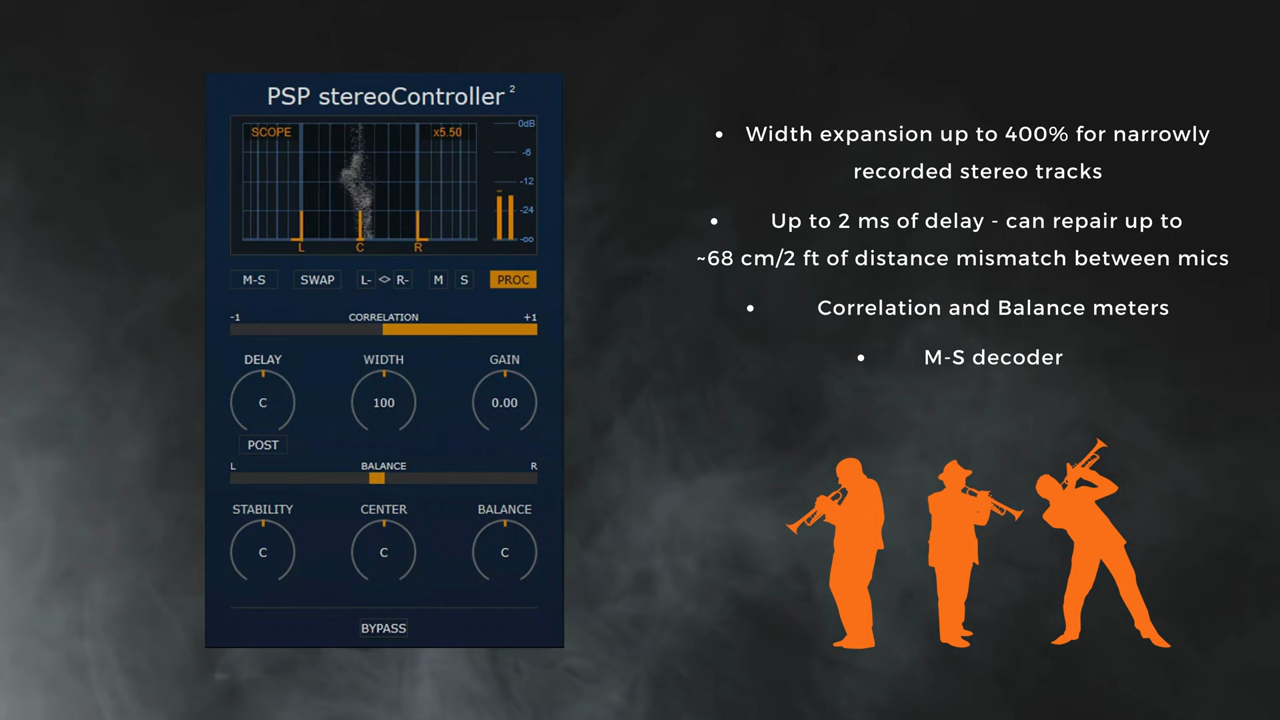 PSP stereoController²
SCOPE x5.50
0dB
-6
-12
-24
-oo
L C R
M-S SWAP L- <> R- M S PROC
-1 CORRELATION +1
DELAY WIDTH GAIN
C 100 0.00
POST
L BALANCE R
STABILITY CENTER BALANCE
C C C
BYPASS
• Width expansion up to 400% for narrowly
recorded stereo tracks
• Up to 2 ms of delay - can repair up to
~68 cm/2 ft of distance mismatch between mics
• Correlation and Balance meters
• M-S decoder